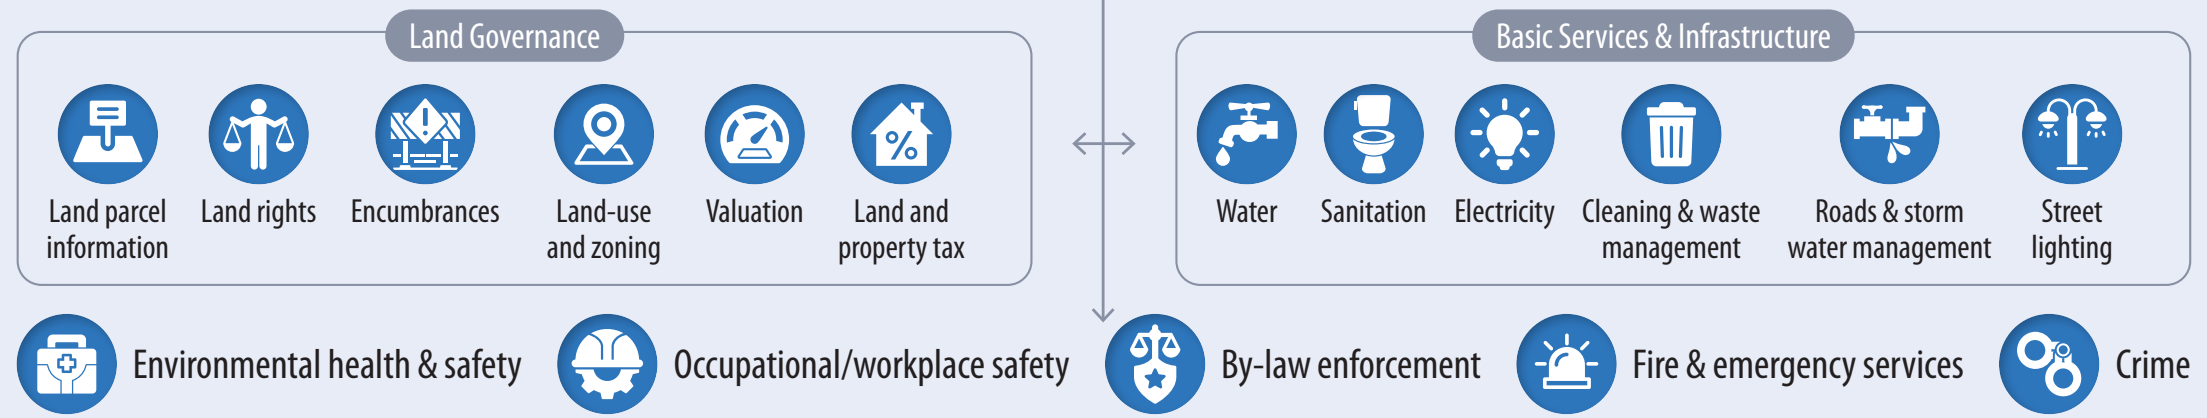 Land Governance
Land parcel
information
Land rights
Encumbrances
Land-use
and zoning
Valuation
Land and
property tax
%
Basic Services & Infrastructure
Water
Sanitation
Electricity
Cleaning & waste
management
Roads & storm
water management
Street
lighting
Environmental health & safety
Occupational/workplace safety
By-law enforcement
Fire & emergency services
Crime